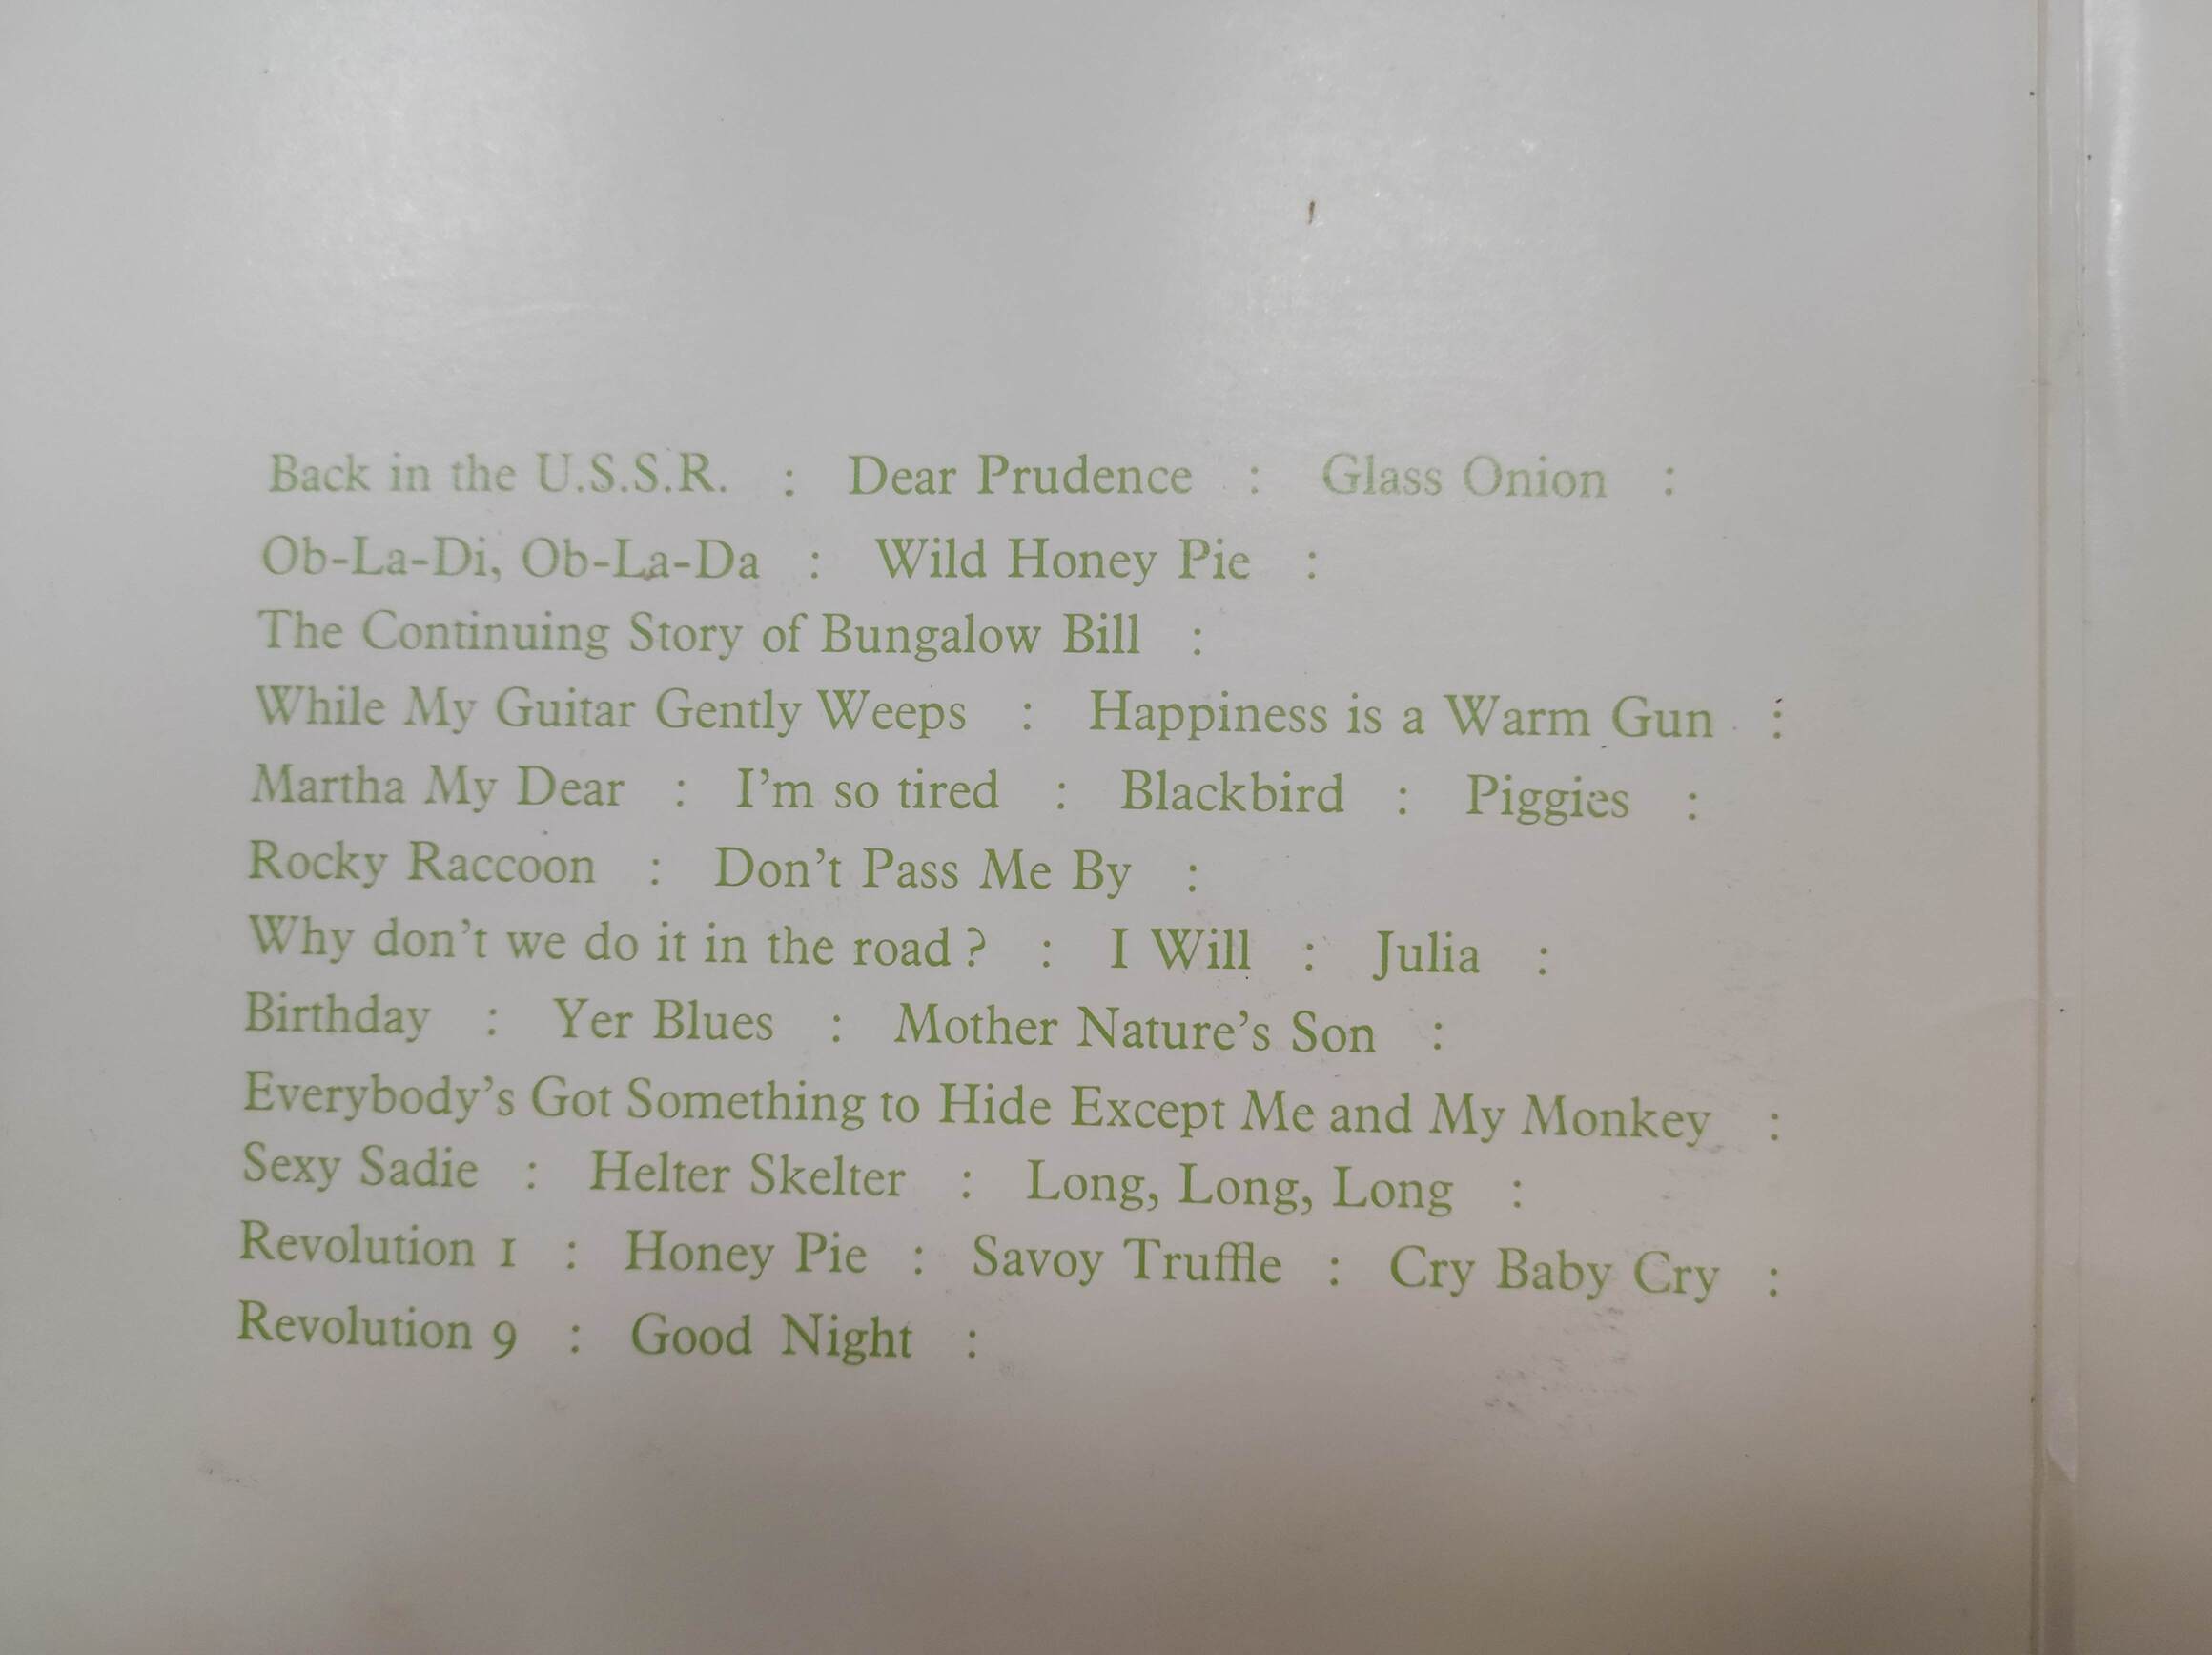 Back in the U.S.S.R. : Dear Prudence : Glass Onion :
Ob-La-Di, Ob-La-Da : Wild Honey Pie :
The Continuing Story of Bungalow Bill :
While My Guitar Gently Weeps : Happiness is a Warm Gun :
Martha My Dear : I'm so tired : Blackbird : Piggies :
Rocky Raccoon : Don't Pass Me By :
Why don't we do it in the road? : I Will : Julia :
Birthday : Yer Blues : Mother Nature's Son :
Everybody's Got Something to Hide Except Me and My Monkey :
Sexy Sadie : Helter Skelter : Long, Long, Long :
Revolution 1 : Honey Pie : Savoy Truffle : Cry Baby Cry :
Revolution 9 : Good Night :